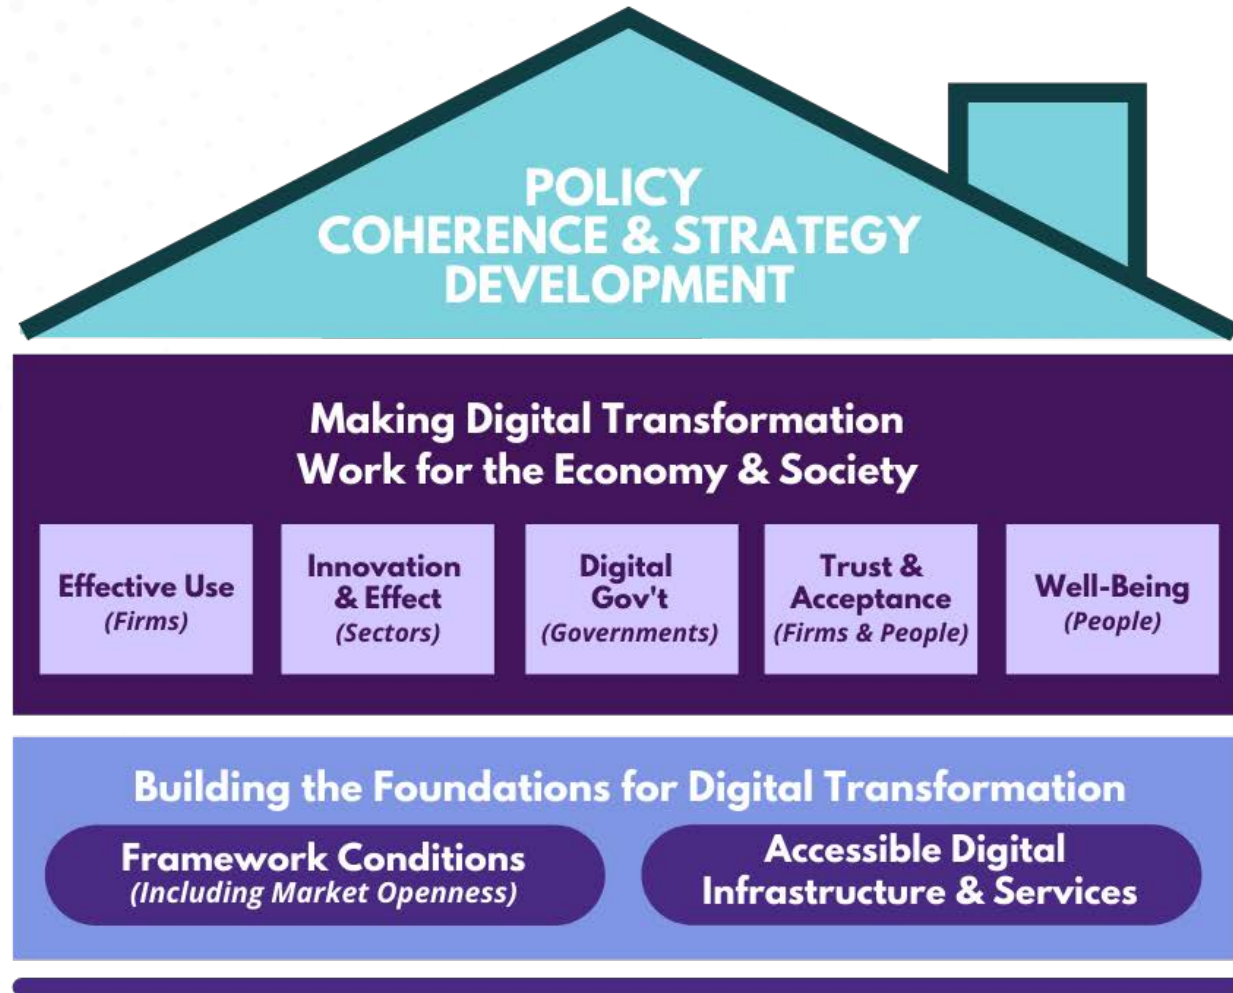 POLICY
COHERENCE & STRATEGY
DEVELOPMENT
Making Digital Transformation
Work for the Economy & Society
Effective Use
(Firms)
Innovation
& Effect
(Sectors)
Digital
Gov't
(Governments)
Trust &
Acceptance
(Firms & People)
Well-Being
(People)
Building the Foundations for Digital Transformation
Framework Conditions
(Including Market Openness)
Accessible Digital
Infrastructure & Services